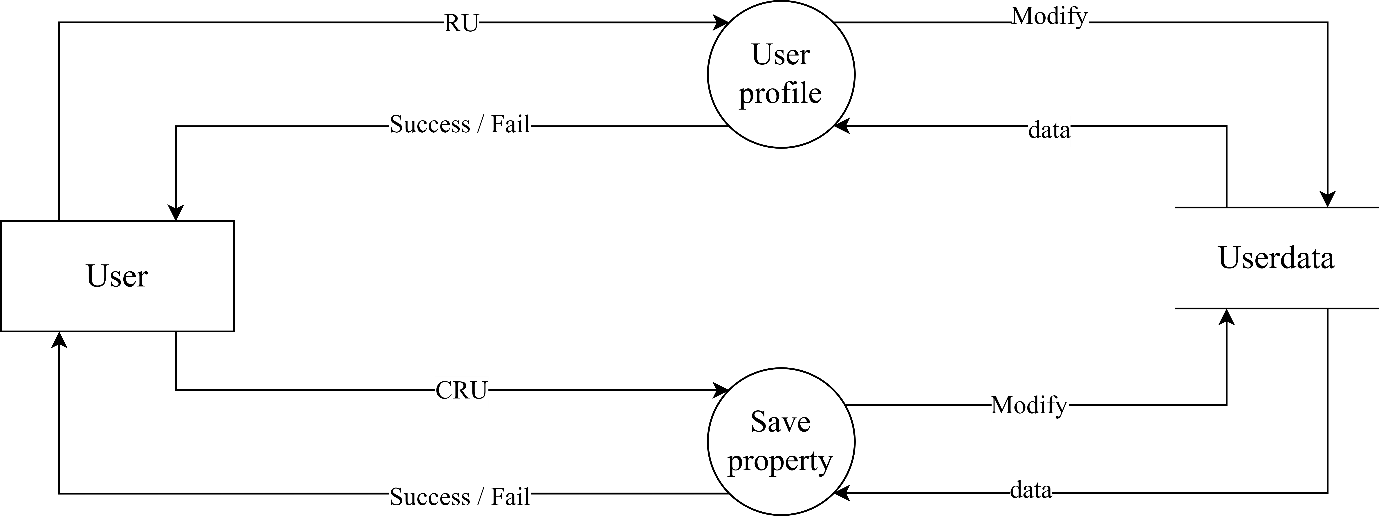 RU
User
profile
Modify
Success / Fail
data
User
Userdata
CRU
Save
property
Modify
Success / Fail
data